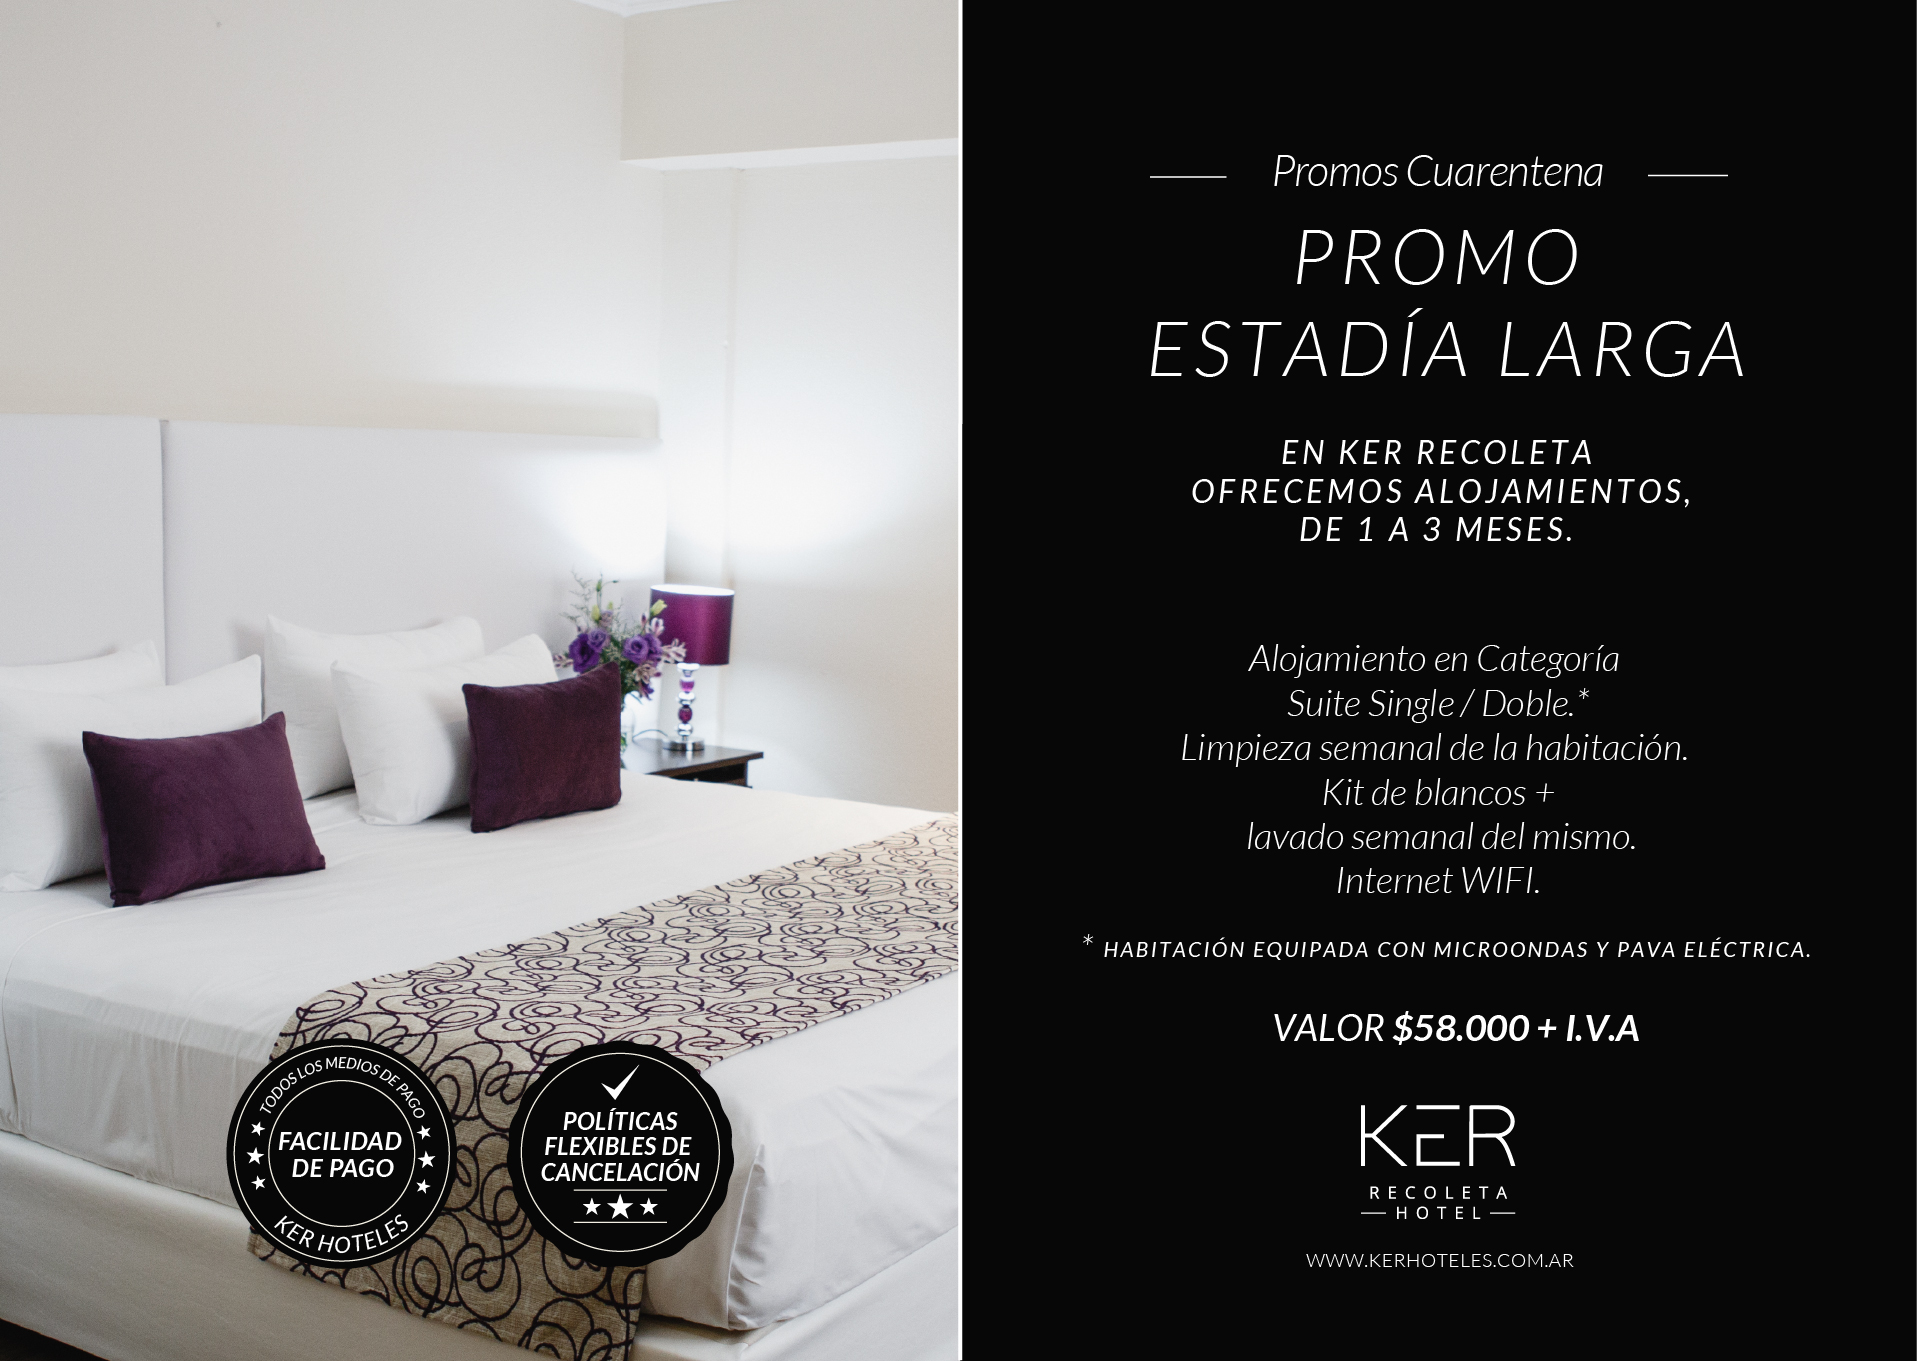 Promos Cuarentena
PROMO
ESTADÍA LARGA
EN KER RECOLETA
OFRECEMOS ALOJAMIENTOS,
DE 1 A 3 MESES.
Alojamiento en Categoría
Suite Single / Doble.*
Limpieza semanal de la habitación.
Kit de blancos +
lavado semanal del mismo.
Internet WIFI.
* HABITACIÓN EQUIPADA CON MICROONDAS Y PAVA ELÉCTRICA.
VALOR $58.000 + I.V.A
KER
RECOLETA
HOTEL
WWW.KERHOTELES.COM.AR
TODOS LOS MEDIOS DE PAGO
FACILIDAD
DE PAGO
KER HOTELES
POLÍTICAS
FLEXIBLES DE
CANCELACIÓN